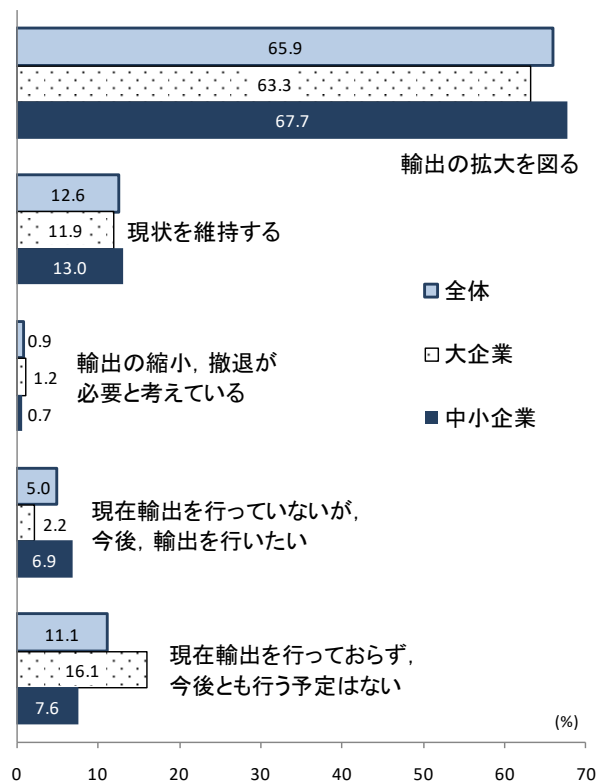 65.9
63.3
67.7
輸出の拡大を図る
12.6
11.9
13.0
現状を維持する
全体
大企業
中小企業
0.9
1.2
0.7
輸出の縮小，撤退が
必要と考えている
5.0
2.2
6.9
現在輸出を行っていないが，
今後，輸出を行いたい
11.1
16.1
7.6
現在輸出を行っておらず，
今後とも行う予定はない
(%)
0 10 20 30 40 50 60 70